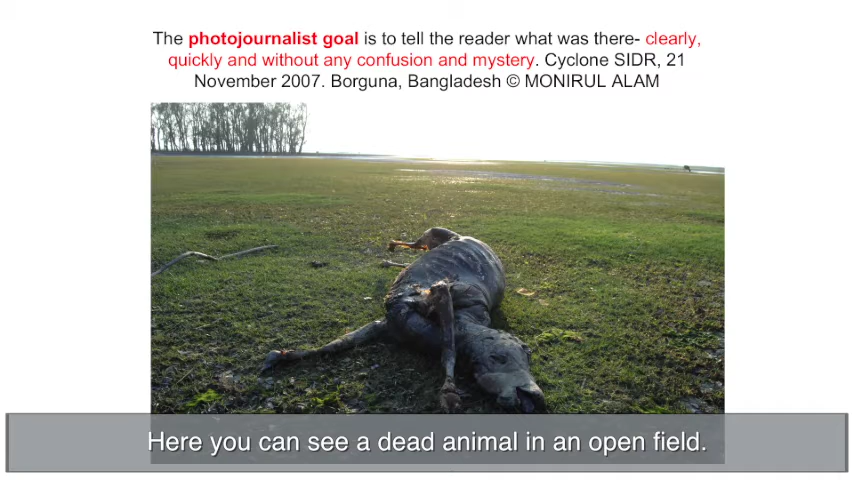 The photojournalist goal is to tell the reader what was there- clearly,
quickly and without any confusion and mystery. Cyclone SIDR, 21
November 2007. Borguna, Bangladesh © MONIRUL ALAM
Here you can see a dead animal in an open field.